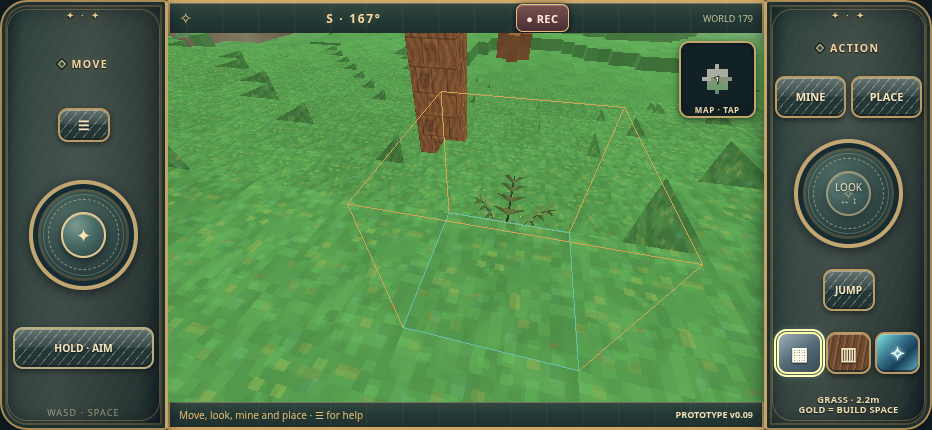 MOVE
HOLD · AIM
WASD · SPACE
S · 167°
● REC
WORLD 179
MAP · TAP
Move, look, mine and place · ☰ for help
PROTOTYPE v0.09
ACTION
MINE
PLACE
LOOK
JUMP
GRASS · 2.2m
GOLD = BUILD SPACE